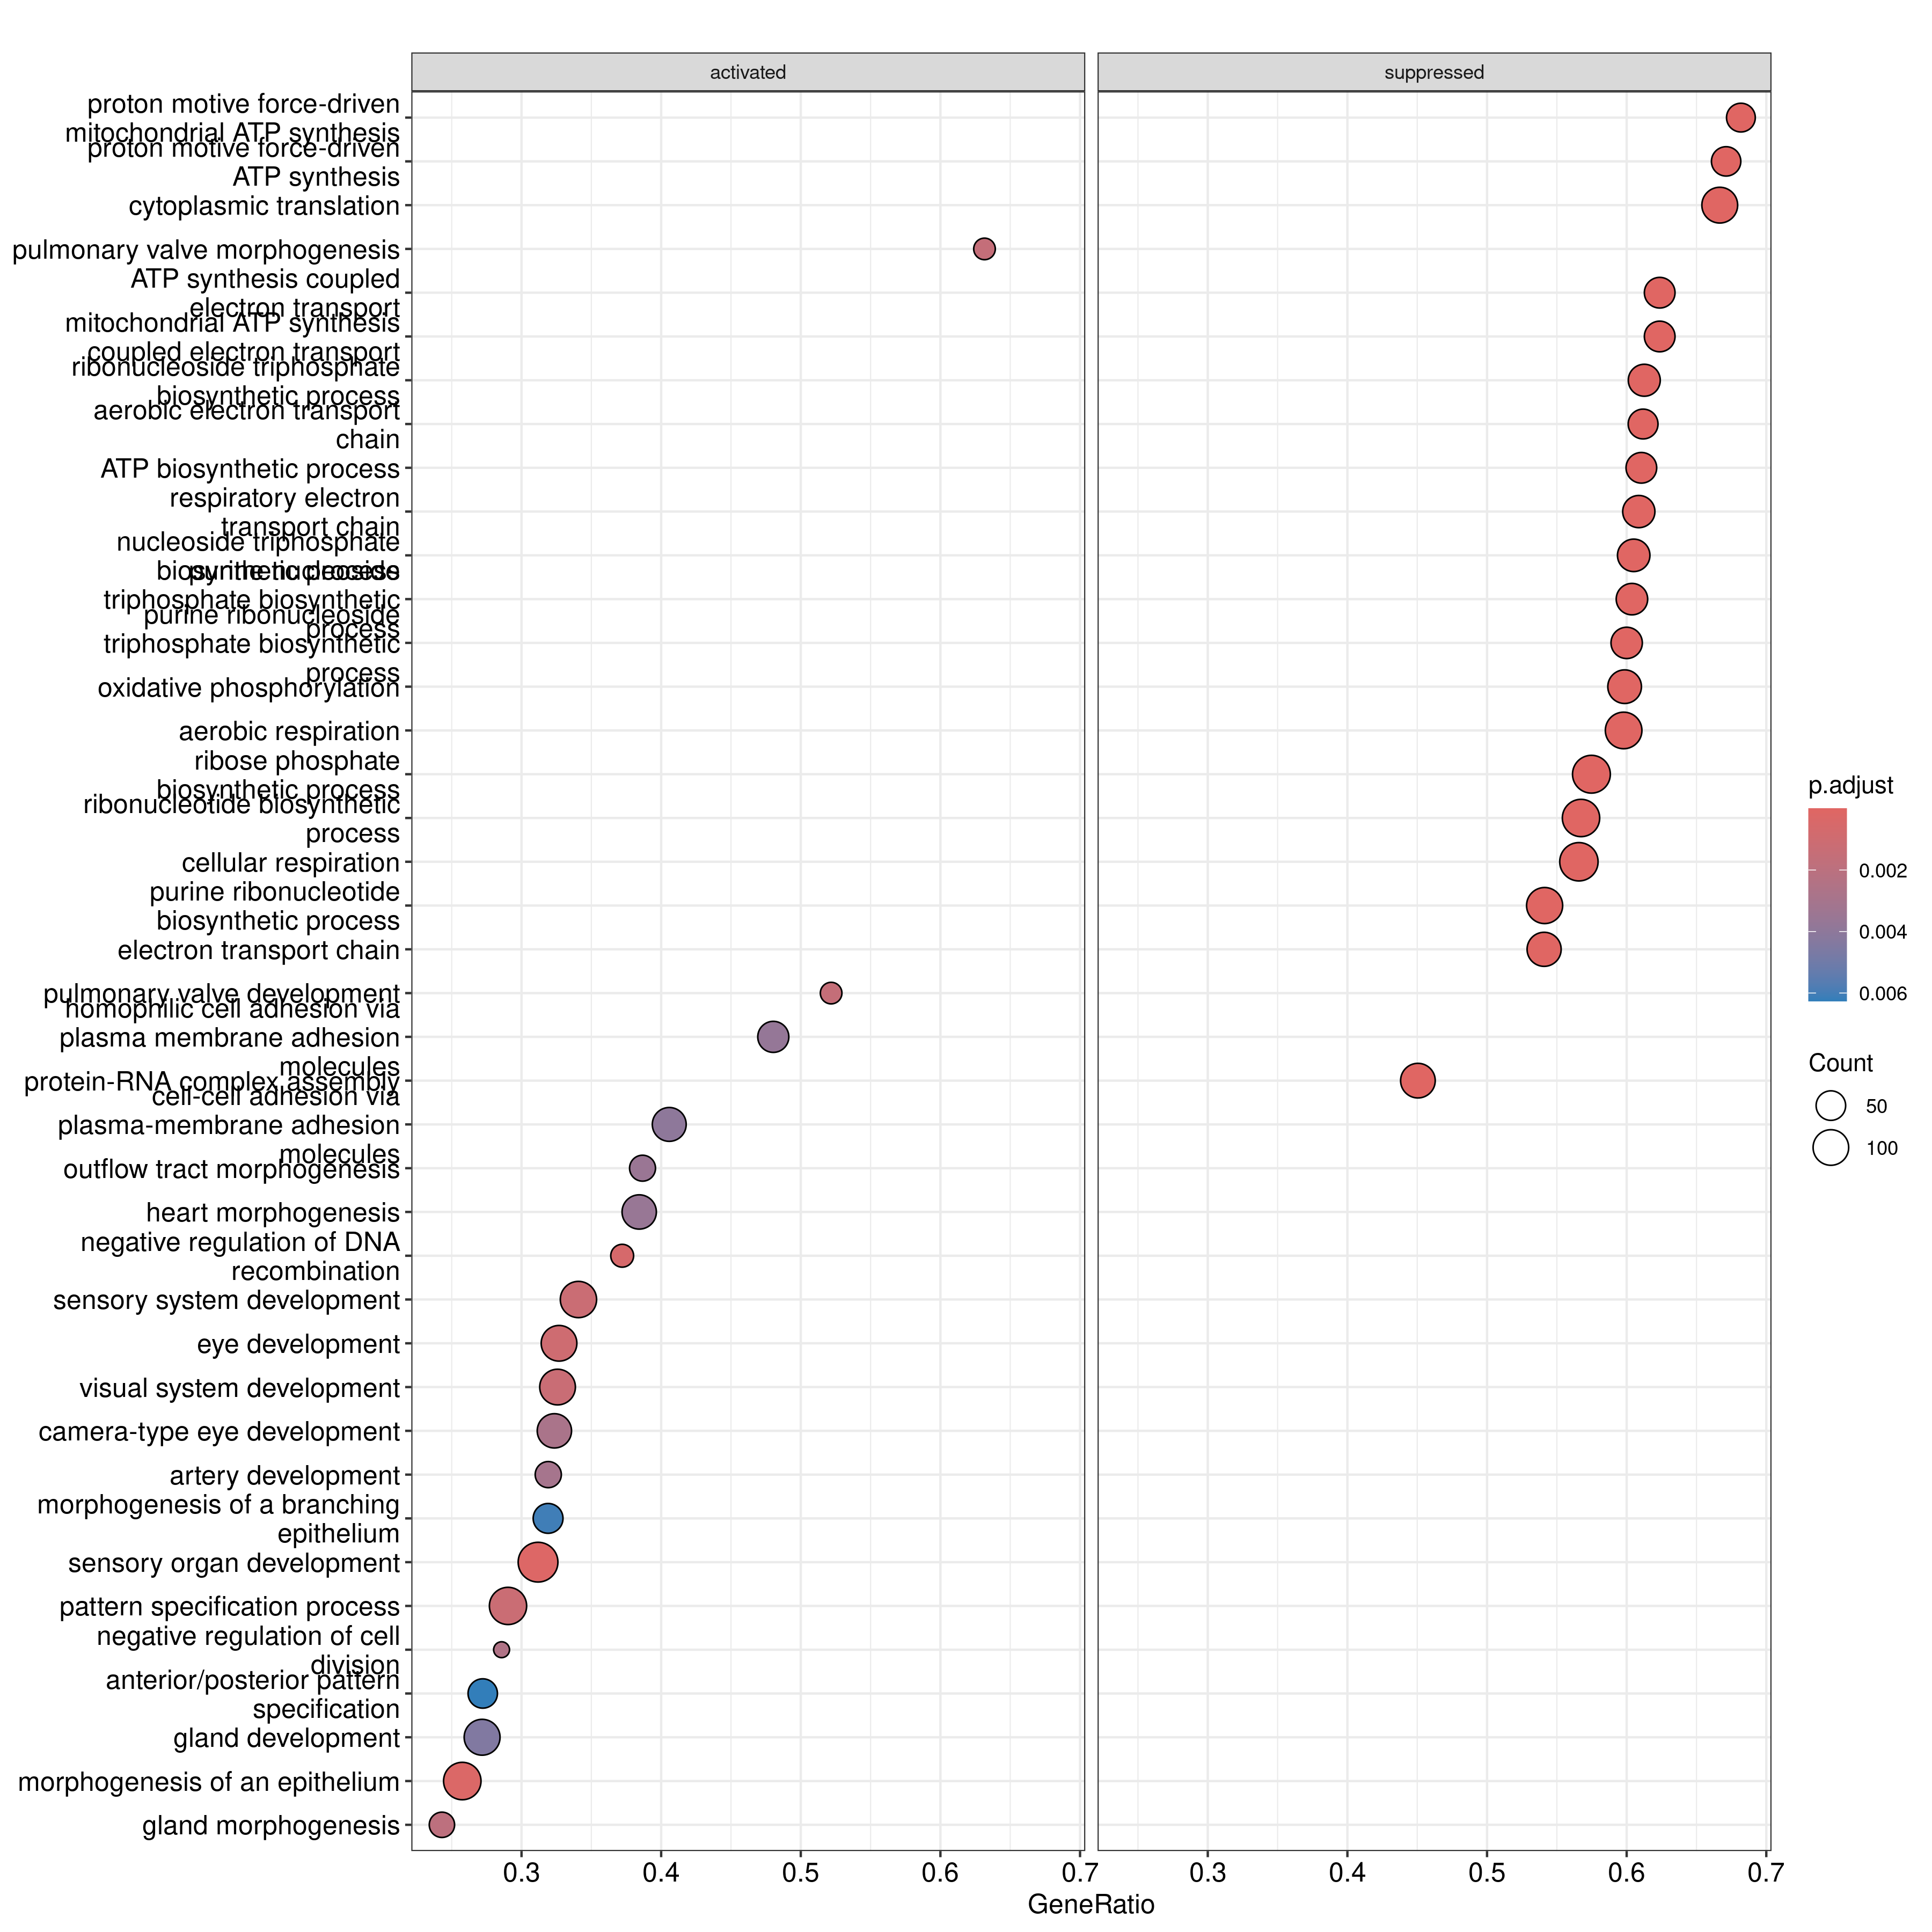 activated
suppressed
proton motive force-driven
mitochondrial ATP synthesis
proton motive force-driven
ATP synthesis
cytoplasmic translation
pulmonary valve morphogenesis
ATP synthesis coupled
electron transport
mitochondrial ATP synthesis
coupled electron transport
ribonucleoside triphosphate
biosynthetic process
aerobic electron transport
chain
ATP biosynthetic process
respiratory electron
transport chain
nucleoside triphosphate
biosynthetic process
purine nucleoside
triphosphate biosynthetic
process
purine ribonucleoside
triphosphate biosynthetic
process
oxidative phosphorylation
aerobic respiration
ribose phosphate
biosynthetic process
ribonucleotide biosynthetic
process
cellular respiration
purine ribonucleotide
biosynthetic process
electron transport chain
pulmonary valve development
homophilic cell adhesion via
plasma membrane adhesion
molecules
protein-RNA complex assembly
cell-cell adhesion via
plasma-membrane adhesion
molecules
outflow tract morphogenesis
heart morphogenesis
negative regulation of DNA
recombination
sensory system development
eye development
visual system development
camera-type eye development
artery development
morphogenesis of a branching
epithelium
sensory organ development
pattern specification process
negative regulation of cell
division
anterior/posterior pattern
specification
gland development
morphogenesis of an epithelium
gland morphogenesis
0.3 0.4 0.5 0.6 0.7
0.3 0.4 0.5 0.6 0.7
GeneRatio
p.adjust
0.002
0.004
0.006
Count
50
100